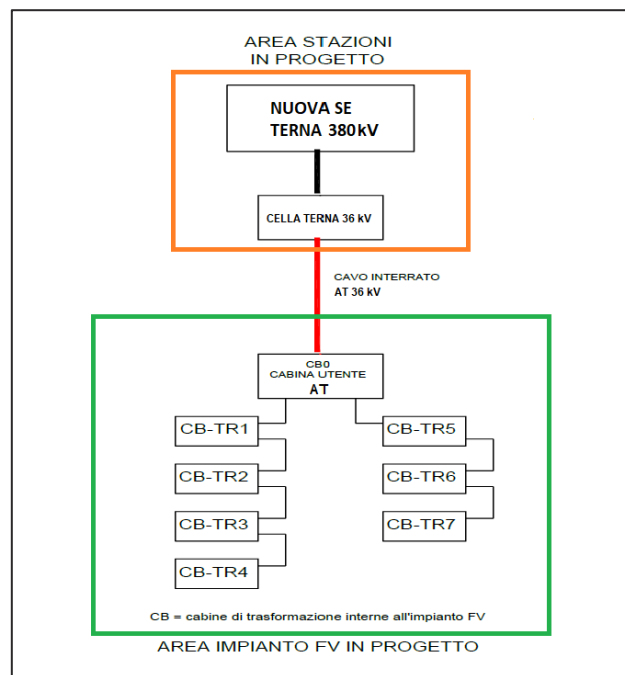 AREA STAZIONI
IN PROGETTO
NUOVA SE
TERNA 380kV
CELLA TERNA 36 kV
CAVO INTERRATO
AT 36 kV
CB0
CABINA UTENTE
AT
CB-TR1
CB-TR5
CB-TR2
CB-TR6
CB-TR3
CB-TR7
CB-TR4
CB = cabine di trasformazione interne all'impianto FV
AREA IMPIANTO FV IN PROGETTO